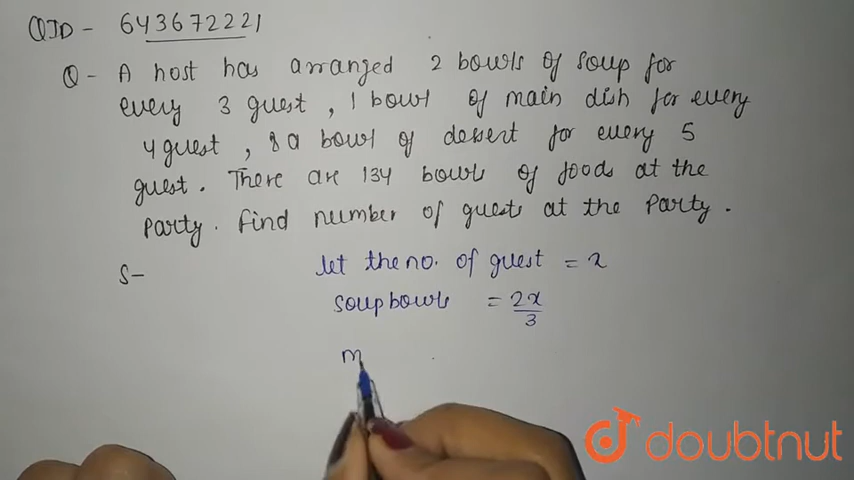 QID - 643672221
Q - A host has arranged 2 bowls of soup for
every 3 guest , 1 bowl of main dish for every
4 guest , & a bowl of dessert for every 5
guest . There are 134 bowls of foods at the
Party . find number of guests at the Party .
S-
let the no. of guest = x
soup bowls = 2x/3
m
doubtnut